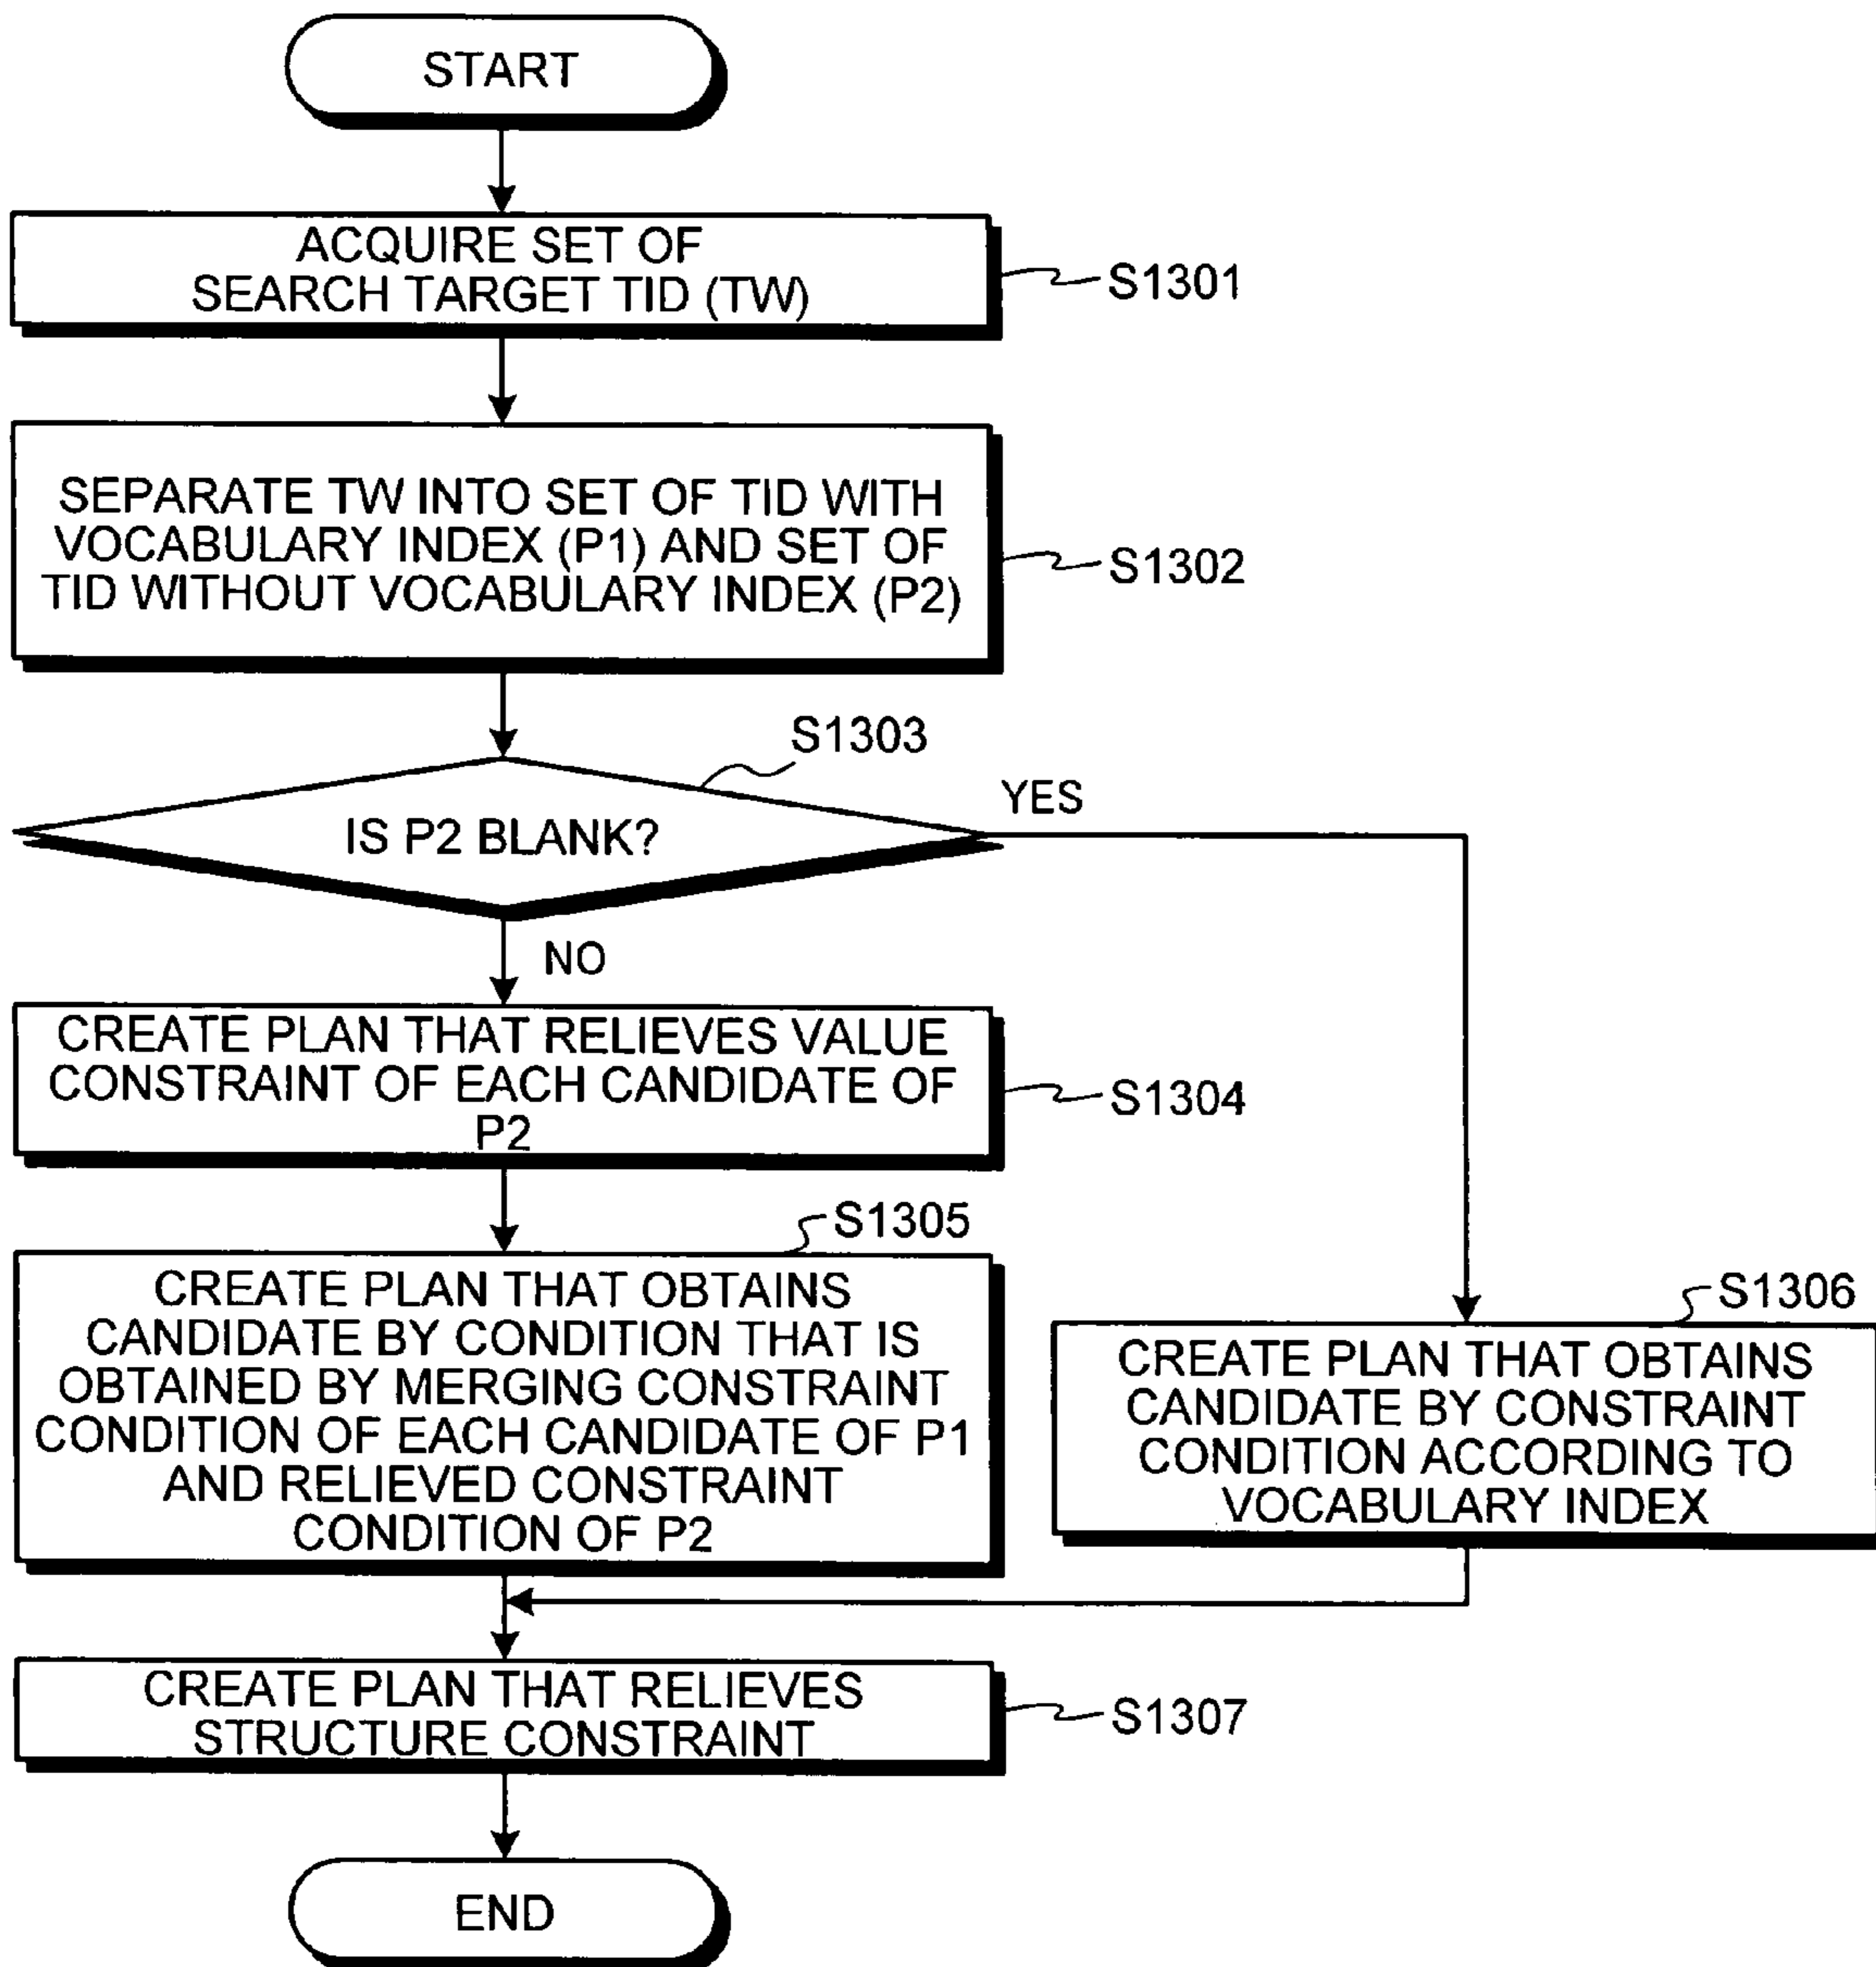 START
ACQUIRE SET OF
SEARCH TARGET TID (TW)
S1301
SEPARATE TW INTO SET OF TID WITH
VOCABULARY INDEX (P1) AND SET OF
TID WITHOUT VOCABULARY INDEX (P2)
S1302
S1303
IS P2 BLANK?
YES
NO
CREATE PLAN THAT RELIEVES VALUE
CONSTRAINT OF EACH CANDIDATE OF
P2
S1304
S1305
CREATE PLAN THAT OBTAINS
CANDIDATE BY CONDITION THAT IS
OBTAINED BY MERGING CONSTRAINT
CONDITION OF EACH CANDIDATE OF P1
AND RELIEVED CONSTRAINT
CONDITION OF P2
S1306
CREATE PLAN THAT OBTAINS
CANDIDATE BY CONSTRAINT
CONDITION ACCORDING TO
VOCABULARY INDEX
CREATE PLAN THAT RELIEVES
STRUCTURE CONSTRAINT
S1307
END